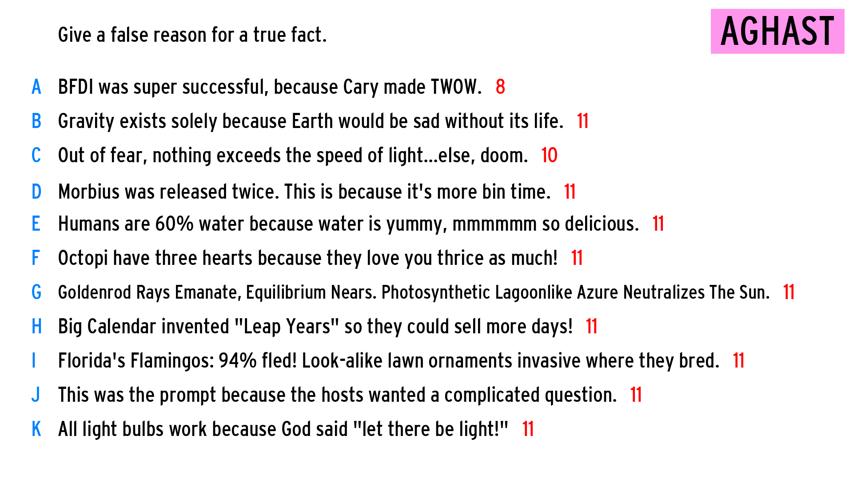 Give a false reason for a true fact.
AGHAST
A BFDI was super successful, because Cary made TWOW. 8
B Gravity exists solely because Earth would be sad without its life. 11
C Out of fear, nothing exceeds the speed of light...else, doom. 10
D Morbius was released twice. This is because it's more bin time. 11
E Humans are 60% water because water is yummy, mmmmmm so delicious. 11
F Octopi have three hearts because they love you thrice as much! 11
G Goldenrod Rays Emanate, Equilibrium Nears. Photosynthetic Lagoonlike Azure Neutralizes The Sun. 11
H Big Calendar invented "Leap Years" so they could sell more days! 11
I Florida's Flamingos: 94% fled! Look-alike lawn ornaments invasive where they bred. 11
J This was the prompt because the hosts wanted a complicated question. 11
K All light bulbs work because God said "let there be light!" 11